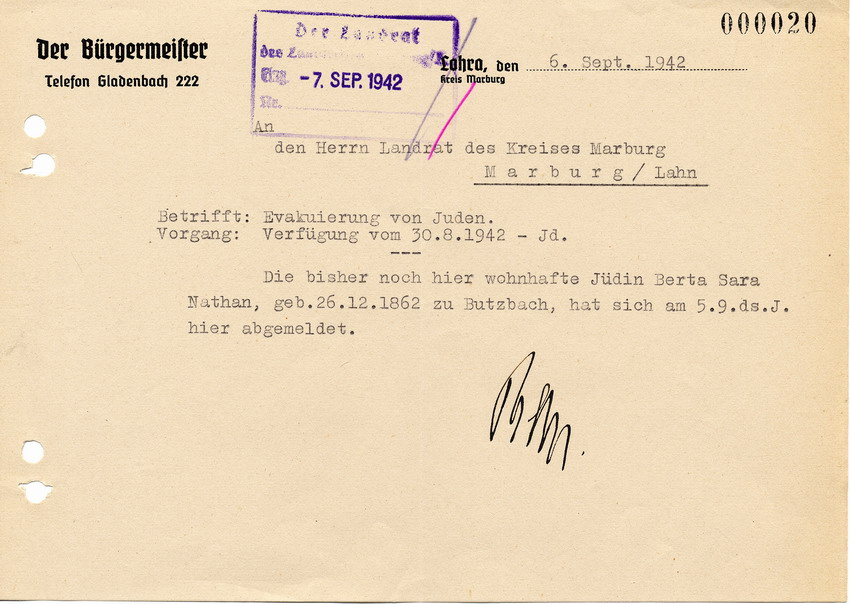 000020
Der Bürgermeister
Telefon Gladenbach 222
Der Landrat
des
Eing. -7. SEP. 1942
Nr.
Lohra, den 6. Sept. 1942
Kreis Marburg
An
den Herrn Landrat des Kreises Marburg
M a r b u r g / Lahn
Betrifft: Evakuierung von Juden.
Vorgang: Verfügung vom 30.8.1942 - Jd.
---
Die bisher noch hier wohnhafte Jüdin Berta Sara
Nathan, geb.26.12.1862 zu Butzbach, hat sich am 5.9.ds.J.
hier abgemeldet.